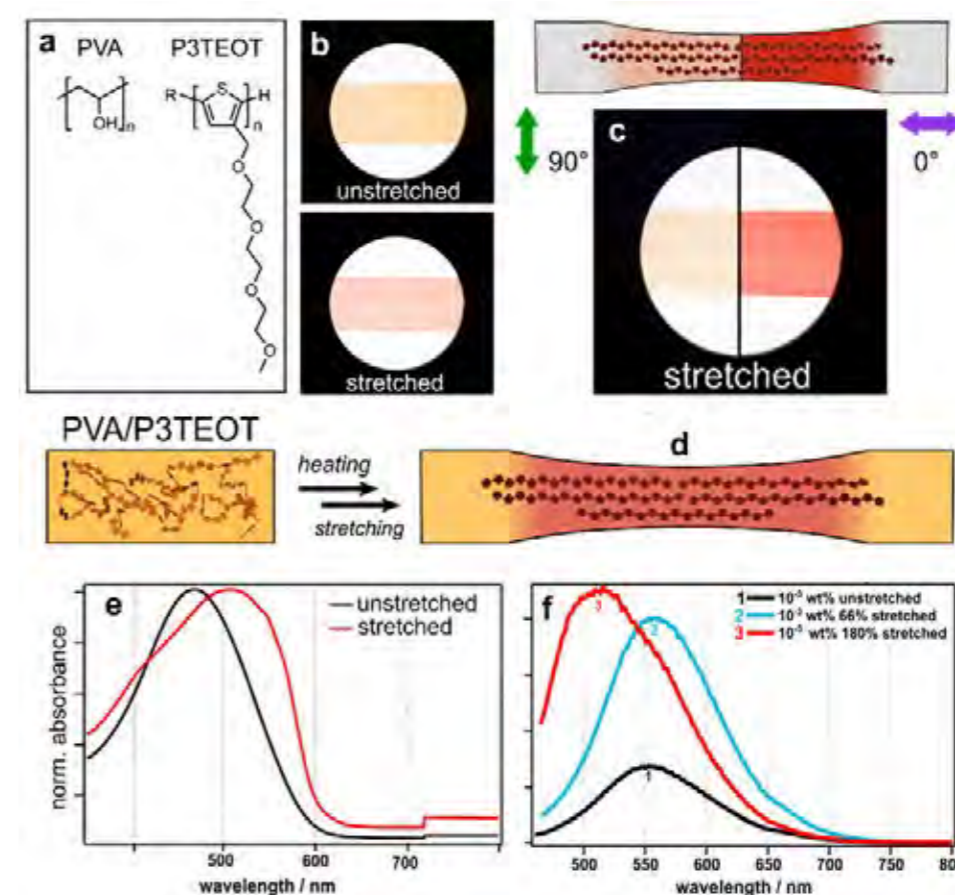 a
PVA
P3TEOT
OH
n
R
S
H
n
O
O
O
O
b
unstretched
stretched
90°
c
0°
stretched
PVA/P3TEOT
heating
stretching
d
e
unstretched
stretched
norm. absorbance
500
600
700
wavelength / nm
f
1 10⁻⁵ wt% unstretched
2 10⁻⁵ wt% 66% stretched
3 10⁻⁵ wt% 180% stretched
3
2
1
500
550
600
650
700
750
80
wavelength / nm